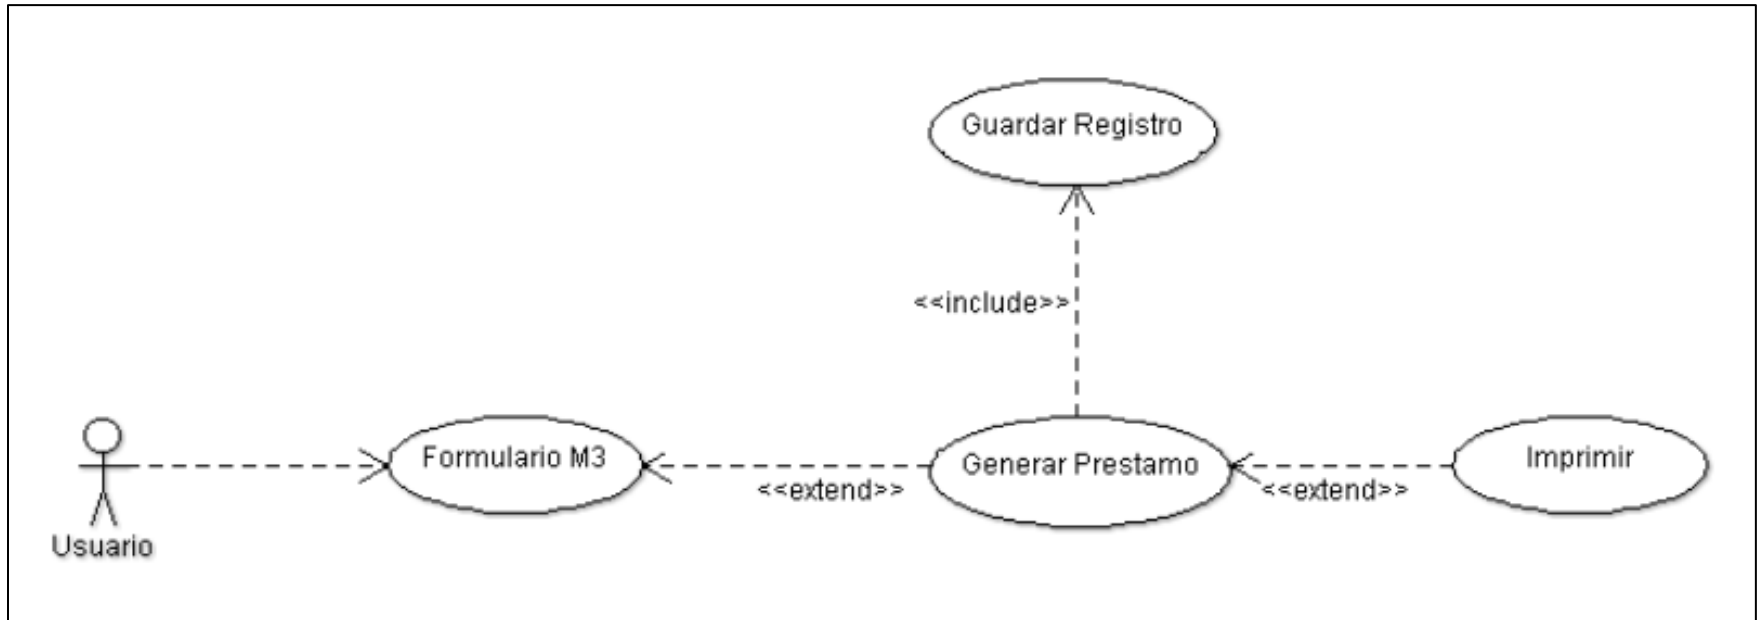 Guardar Registro
<<include>>
Formulario M3
Generar Prestamo
Imprimir
<<extend>>
<<extend>>
Usuario